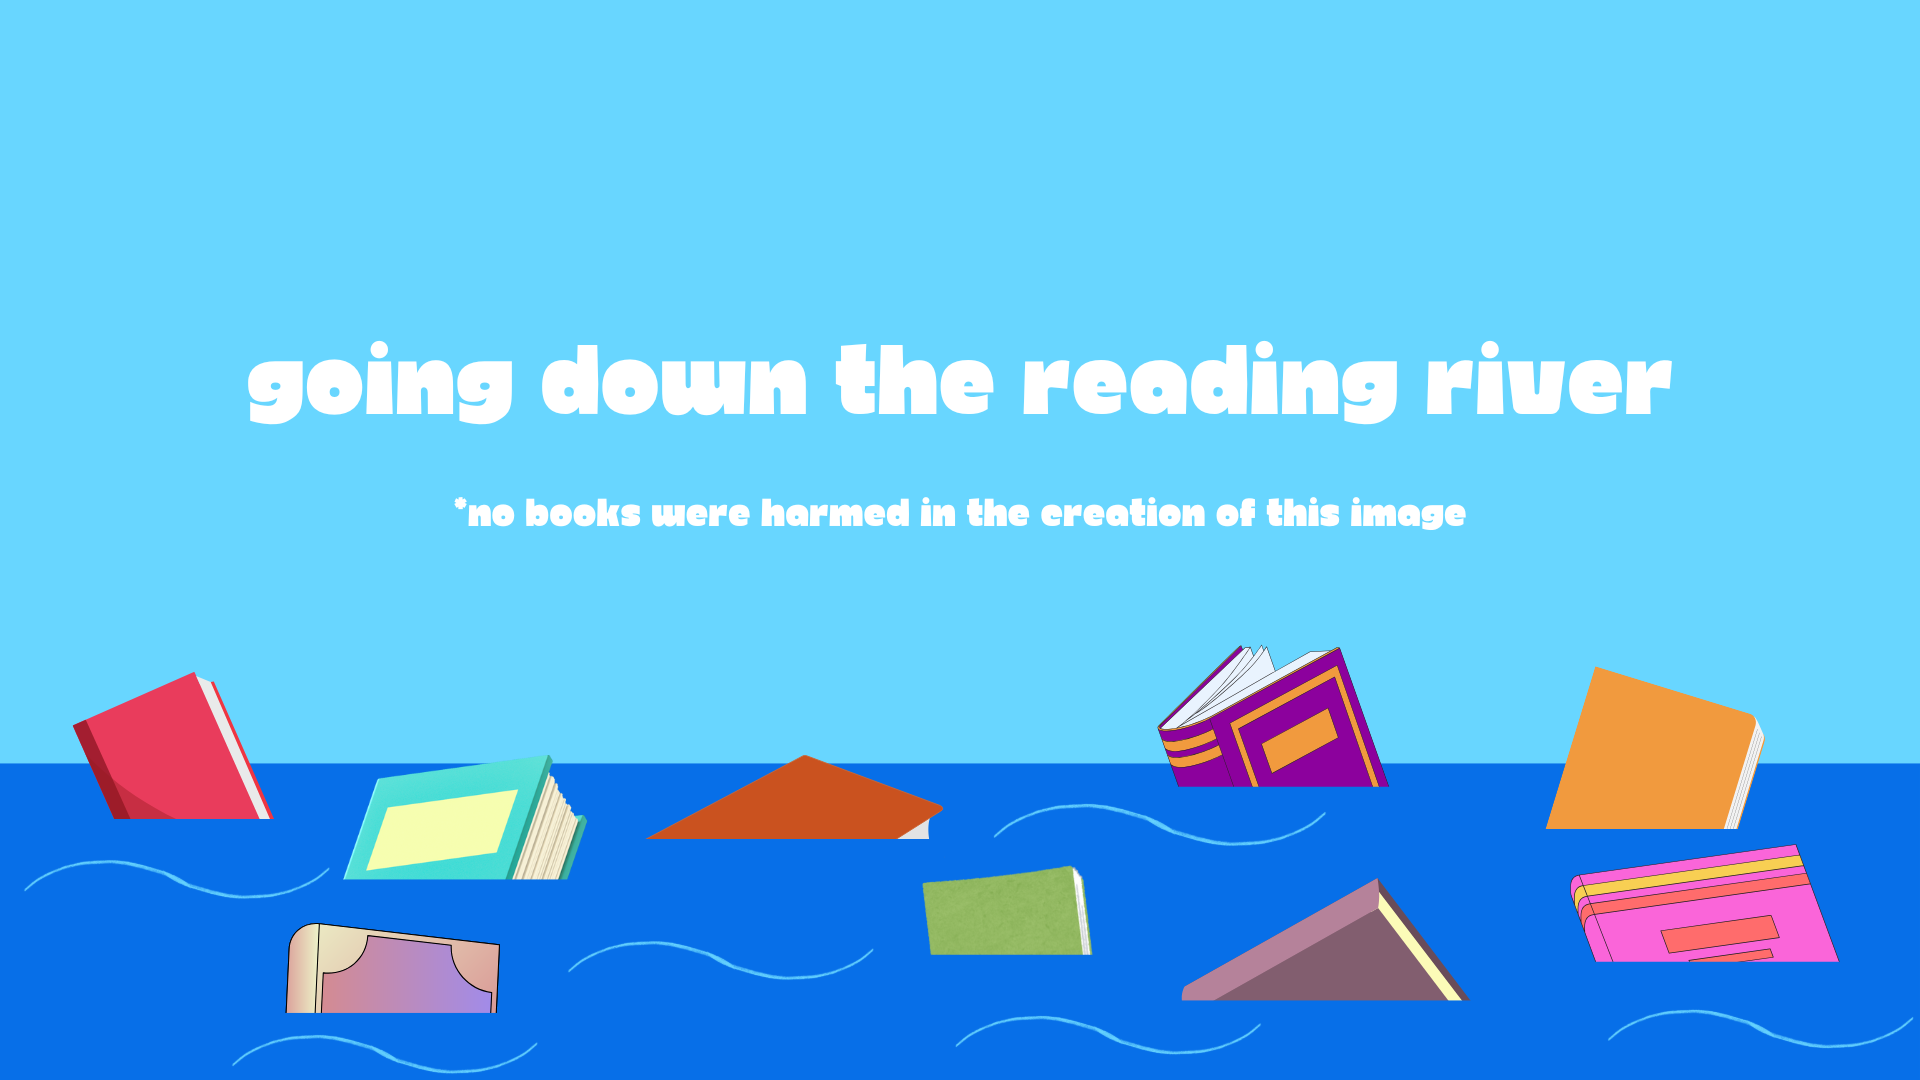 going down the reading river
*no books were harmed in the creation of this image